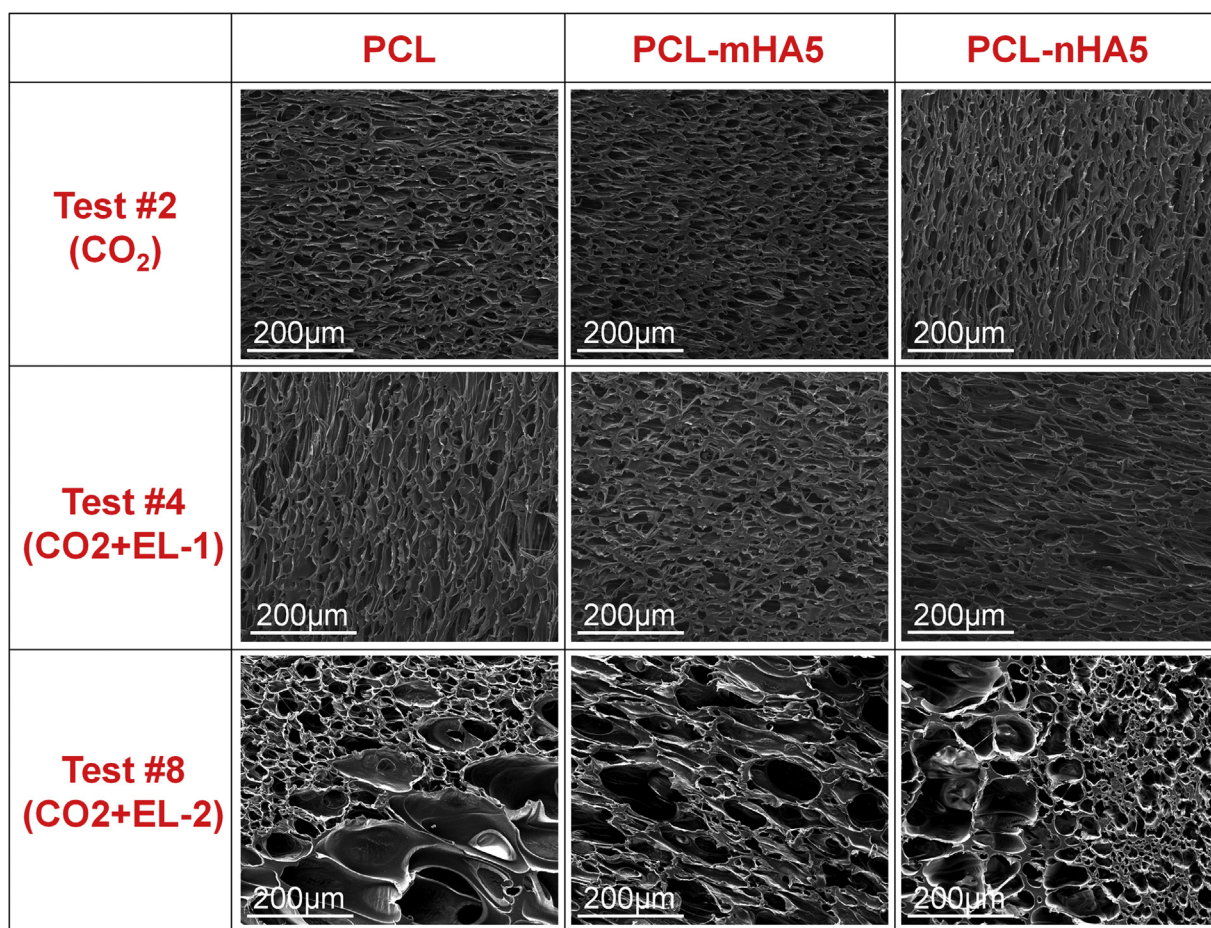 PCL
PCL-mHA5
PCL-nHA5
Test #2
(CO₂)
200µm
200µm
200µm
Test #4
(CO2+EL-1)
200µm
200µm
200µm
Test #8
(CO2+EL-2)
200µm
200µm
200µm